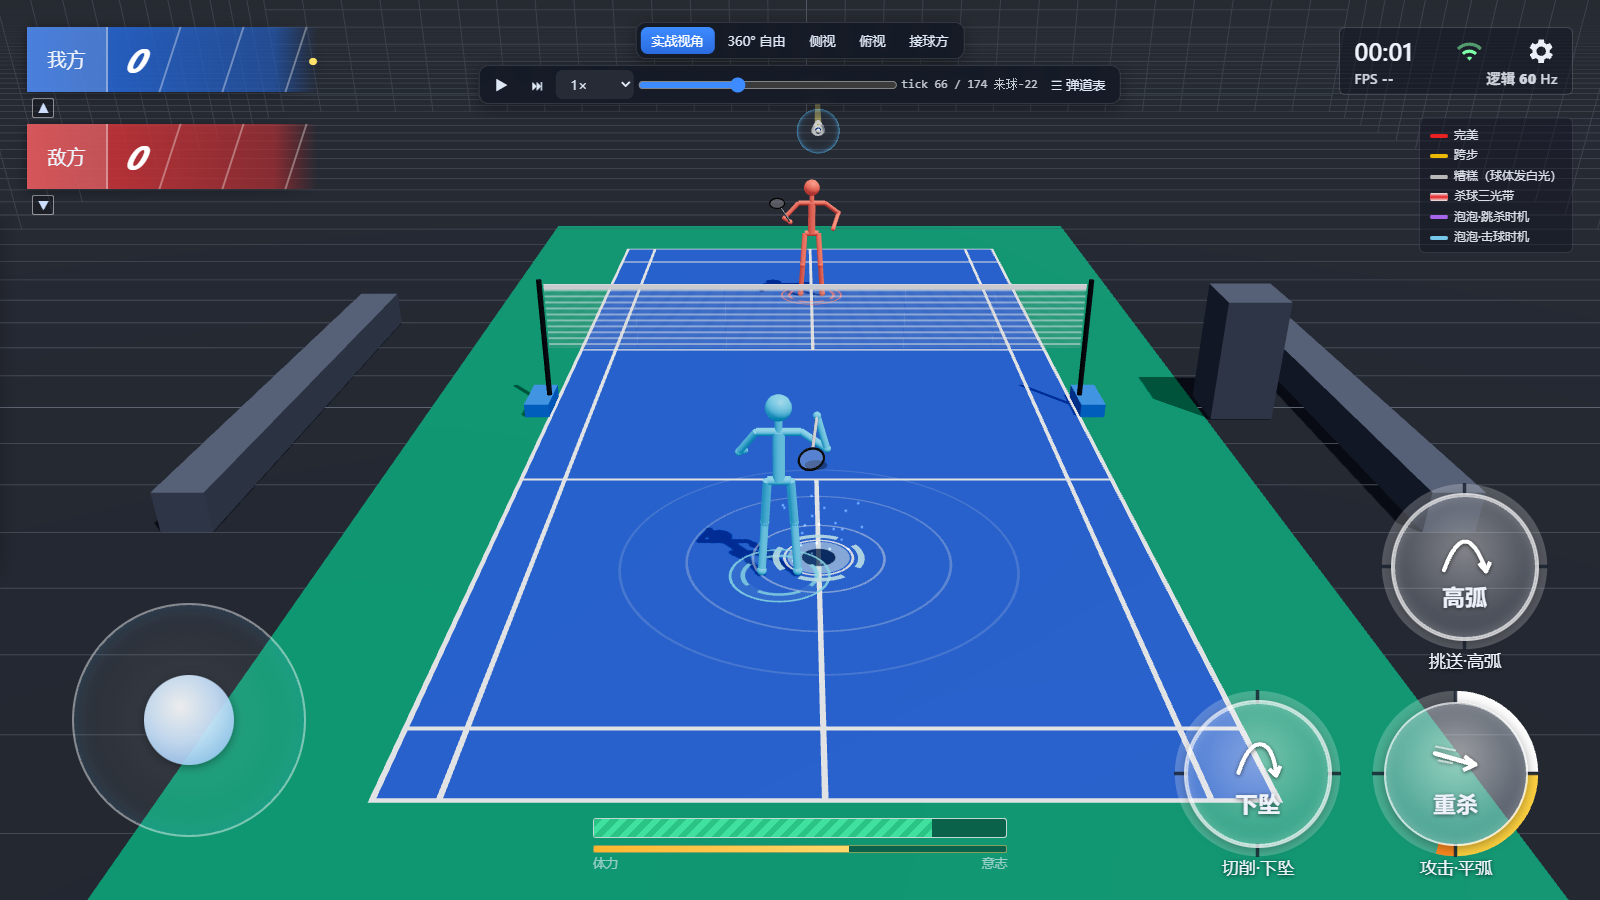 我方 0
敌方 0
实战视角 360° 自由 侧视 俯视 接球方
1× tick 66 / 174 来球-22 ☰ 弹道表
00:01
FPS -- 逻辑 60 Hz
完美
跨步
糟糕（球体发白光）
杀球三光带
泡泡·跳杀时机
泡泡·击球时机
高弧
挑送·高弧
下坠
切削·下坠
重杀
攻击·平弧
体力 意志